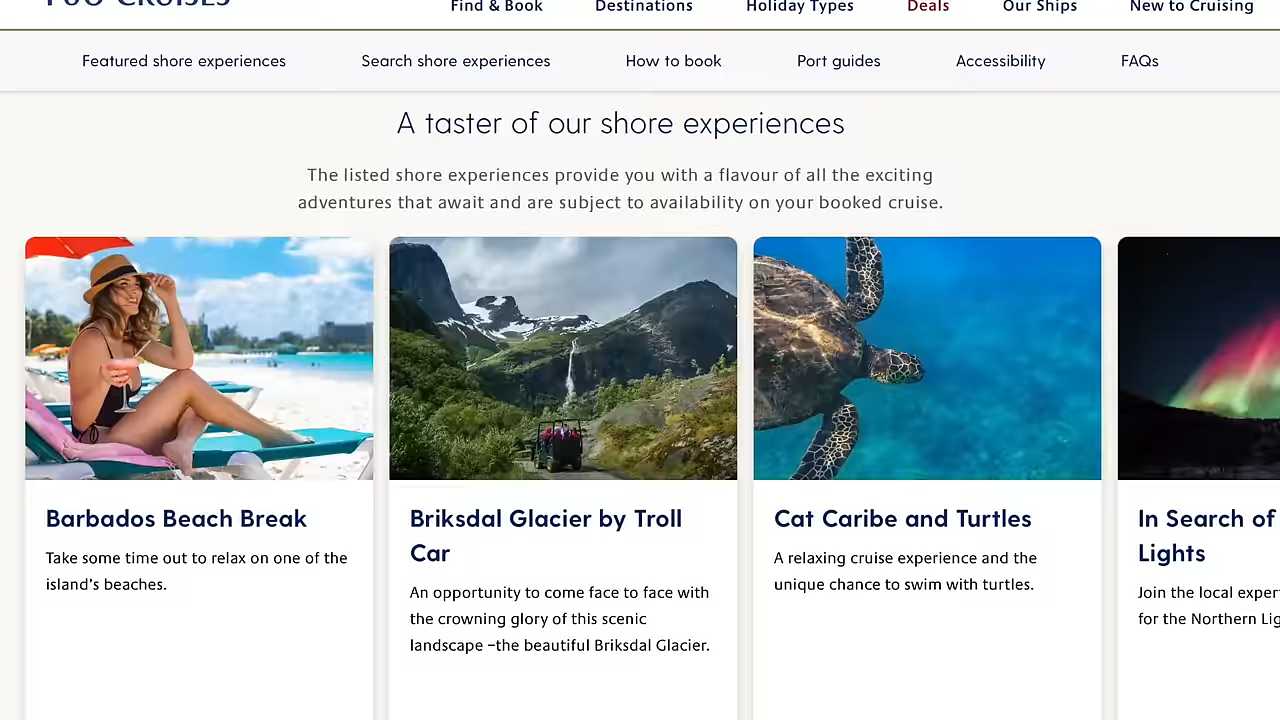 P&O CRUISES
Find & Book Destinations Holiday Types Deals Our Ships New to Cruising
Featured shore experiences Search shore experiences How to book Port guides Accessibility FAQs
A taster of our shore experiences
The listed shore experiences provide you with a flavour of all the exciting
adventures that await and are subject to availability on your booked cruise.
Barbados Beach Break
Take some time out to relax on one of the
island's beaches.
Briksdal Glacier by Troll
Car
An opportunity to come face to face with
the crowning glory of this scenic
landscape –the beautiful Briksdal Glacier.
Cat Caribe and Turtles
A relaxing cruise experience and the
unique chance to swim with turtles.
In Search of
Lights
Join the local
for the Northern